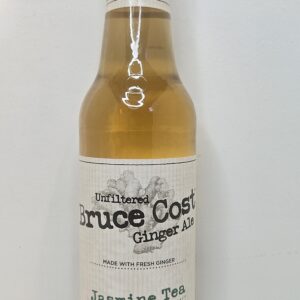 Unfiltered
Bruce Cost
Ginger Ale
MADE WITH FRESH GINGER
Jasmine Tea